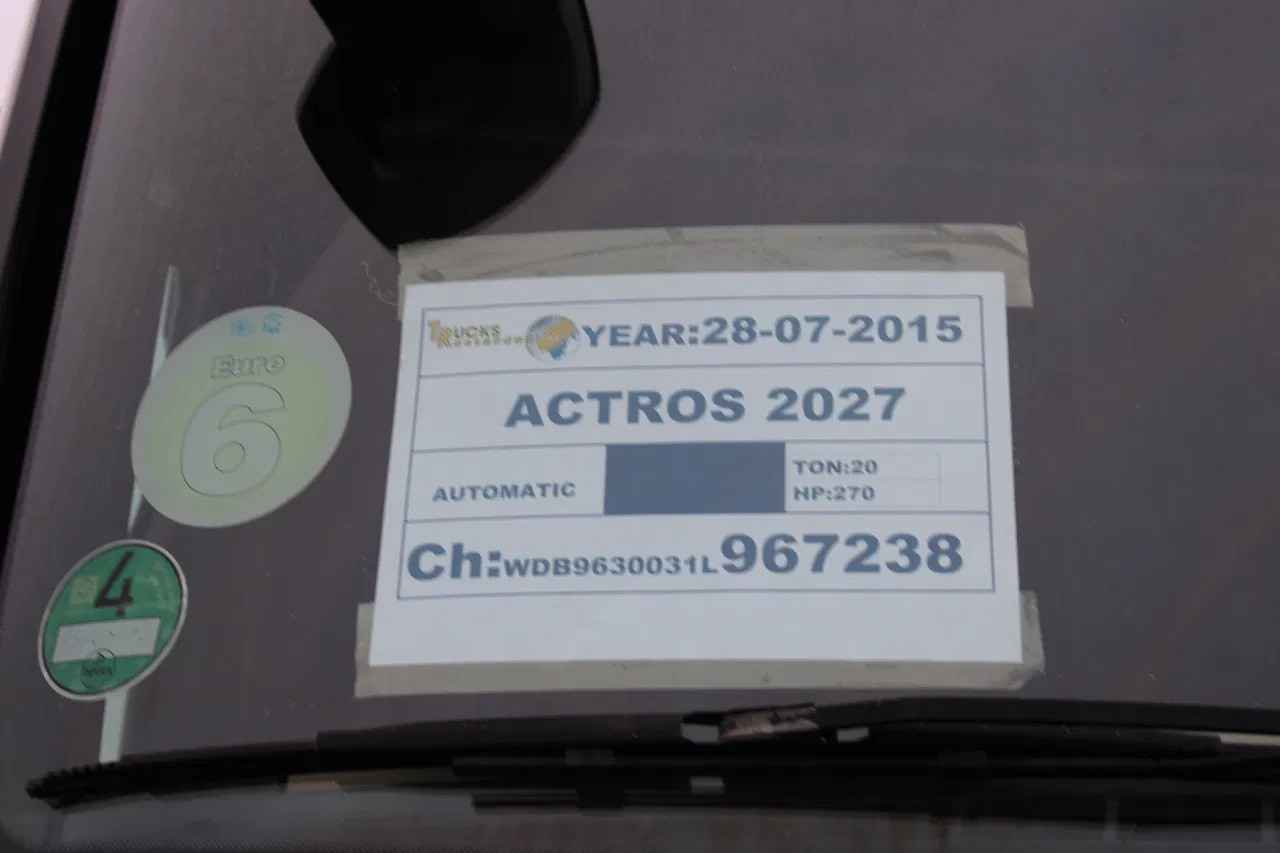 TRUCKS YEAR:28-07-2015
ACTROS 2027
AUTOMATIC
TON:20
HP:270
Ch:WDB9630031L967238
Euro
6
4